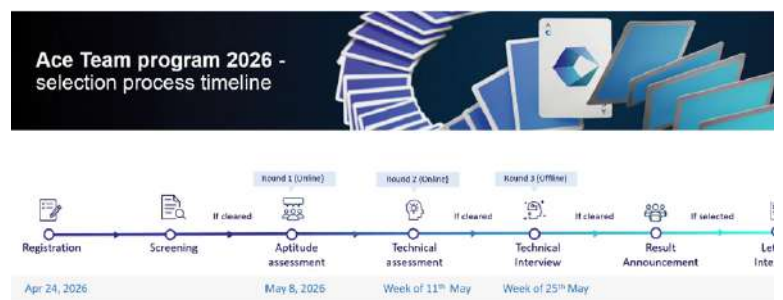 Ace Team program 2026 -
selection process timeline
A
Round 1 (Online)
Round 2 (Online)
Round 3 (Offline)
If cleared
If cleared
If cleared
If selected
Registration
Screening
Aptitude
assessment
Technical
assessment
Technical
Interview
Result
Announcement
Let
Inte
Apr 24, 2026
May 8, 2026
Week of 11th May
Week of 25th May